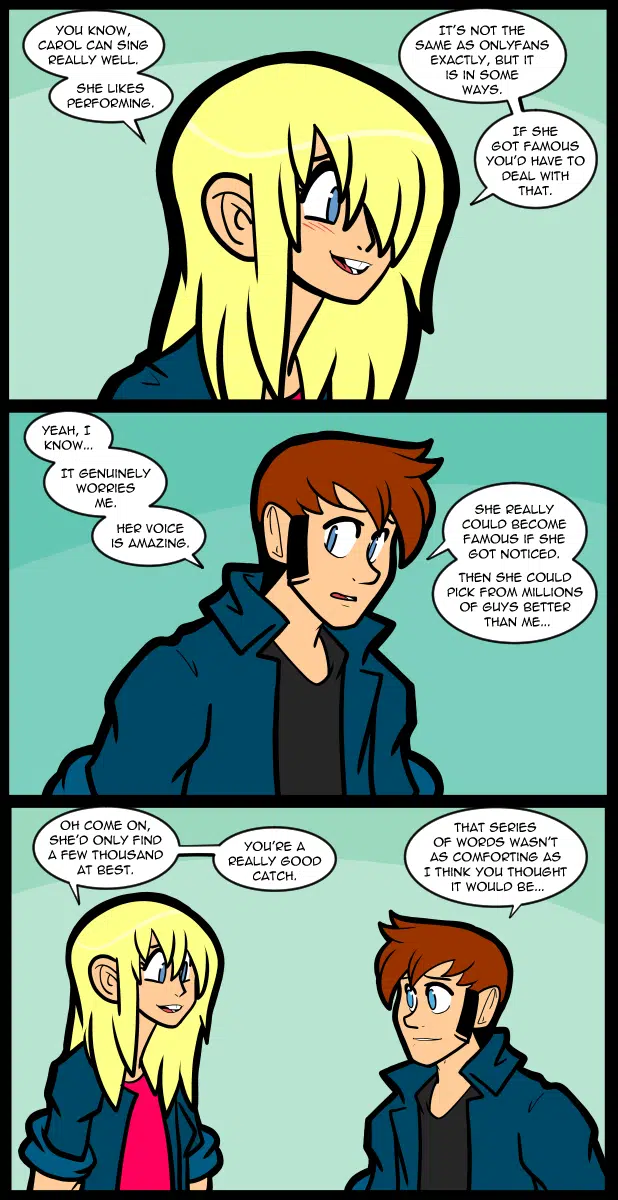 YOU KNOW,
CAROL CAN SING
REALLY WELL.
SHE LIKES
PERFORMING.
IT'S NOT THE
SAME AS ONLYFANS
EXACTLY, BUT IT
IS IN SOME
WAYS.
IF SHE
GOT FAMOUS
YOU'D HAVE TO
DEAL WITH
THAT.
YEAH, I
KNOW...
IT GENUINELY
WORRIES
ME.
HER VOICE
IS AMAZING.
SHE REALLY
COULD BECOME
FAMOUS IF SHE
GOT NOTICED.
THEN SHE COULD
PICK FROM MILLIONS
OF GUYS BETTER
THAN ME...
OH COME ON,
SHE'D ONLY FIND
A FEW THOUSAND
AT BEST.
YOU'RE A
REALLY GOOD
CATCH.
THAT SERIES
OF WORDS WASN'T
AS COMFORTING AS
I THINK YOU THOUGHT
IT WOULD BE...